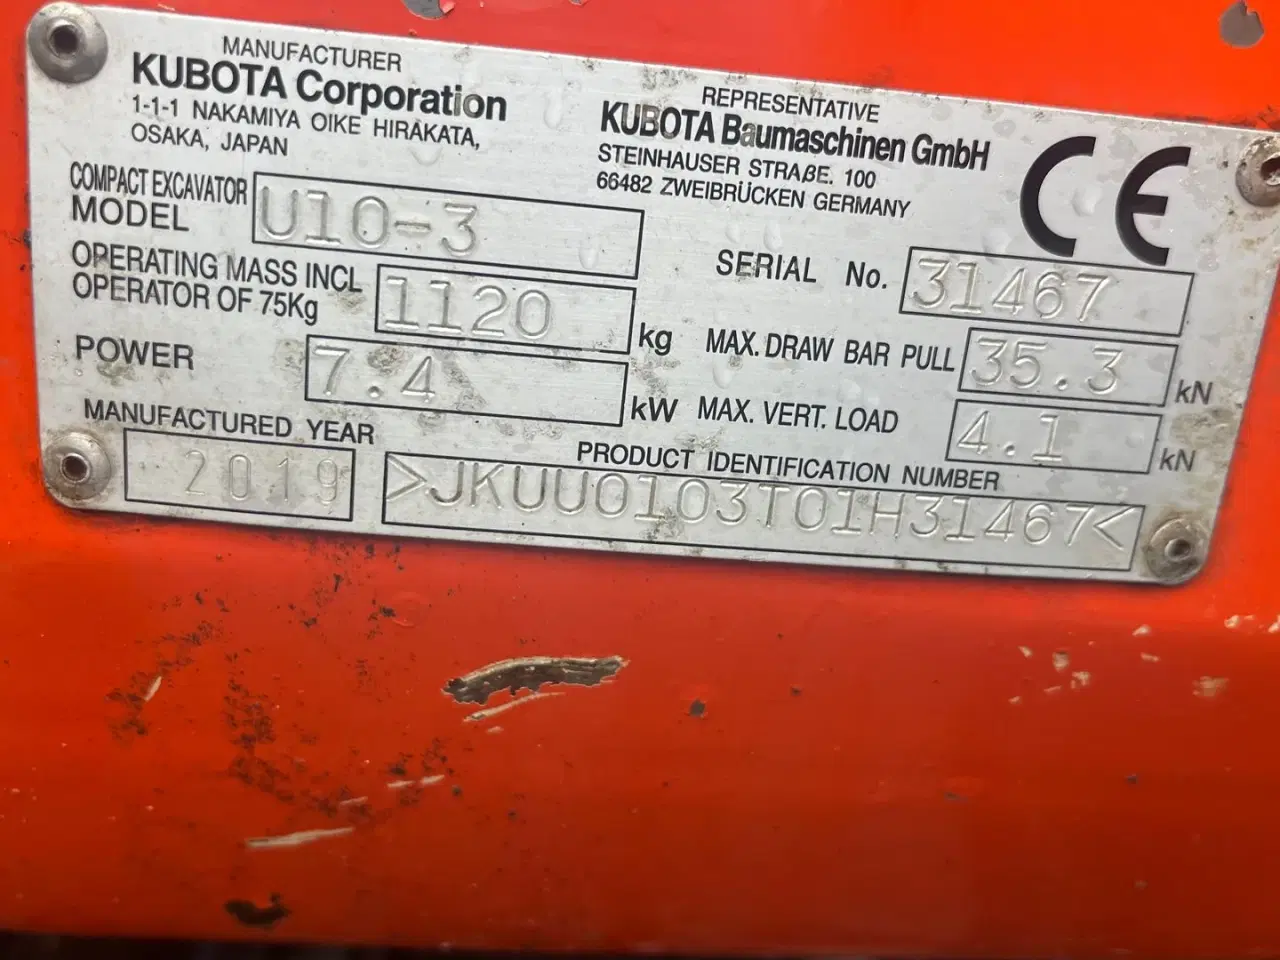 MANUFACTURER
KUBOTA Corporation
1-1-1 NAKAMIYA OIKE HIRAKATA,
OSAKA, JAPAN
REPRESENTATIVE
KUBOTA Baumaschinen GmbH
STEINHAUSER STRAßE. 100
66482 ZWEIBRÜCKEN GERMANY
CE
COMPACT EXCAVATOR
MODEL U10-3
OPERATING MASS INCL
OPERATOR OF 75Kg 1120 kg
POWER 7.4 kW
MANUFACTURED YEAR
2019
SERIAL No. 31467
MAX. DRAW BAR PULL 35.3 kN
MAX. VERT. LOAD 4.1 kN
PRODUCT IDENTIFICATION NUMBER
>JKUU0103T01H31467<